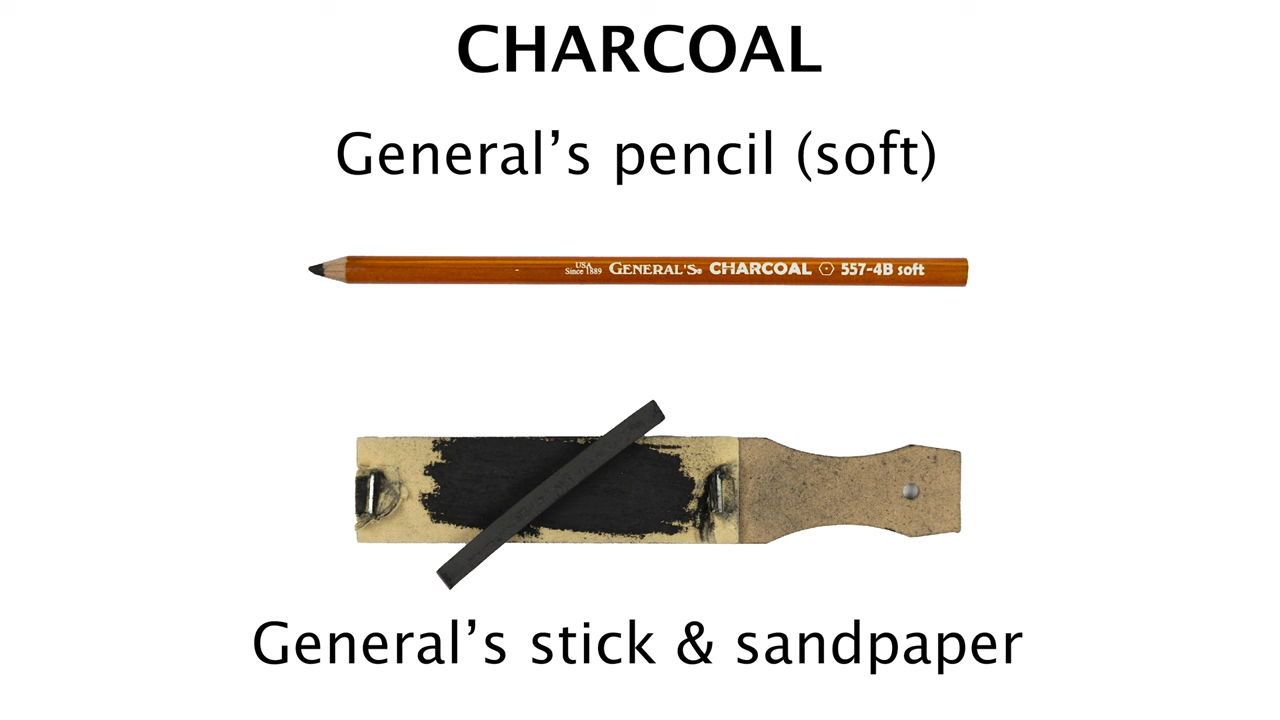 CHARCOAL
General’s pencil (soft)
USA
Since 1889
GENERAL'S® CHARCOAL 557-4B soft
General’s stick & sandpaper